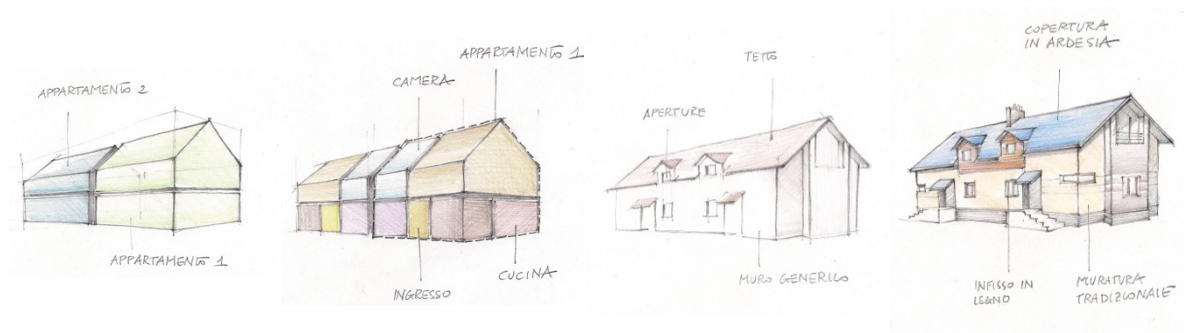 APPARTAMENTO 2
APPARTAMENTO 1
CAMERA
APPARTAMENTO 1
INGRESSO
CUCINA
TETTO
APERTURE
MURO GENERICO
COPERTURA
IN ARDESIA
INFISSO IN
LEGNO
MURATURA
TRADIZIONALE